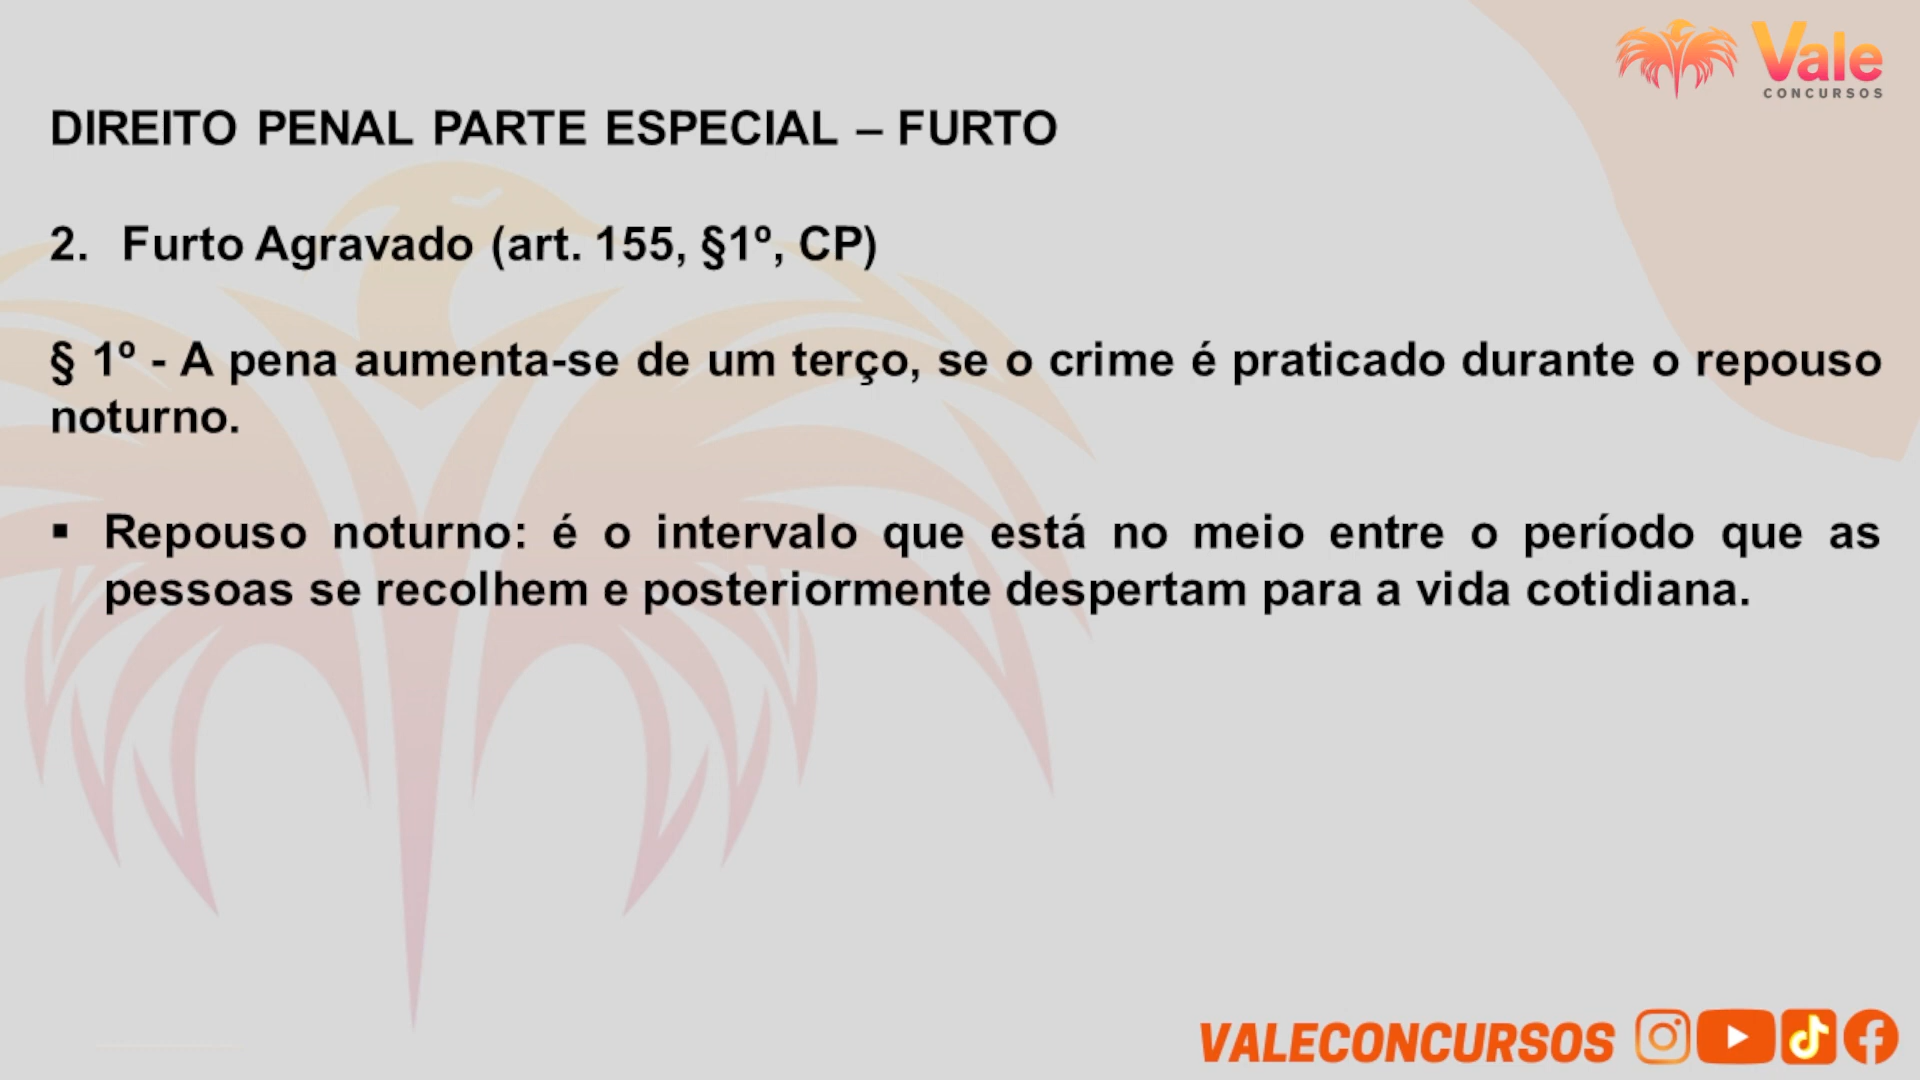 Vale
CONCURSOS
DIREITO PENAL PARTE ESPECIAL – FURTO
2. Furto Agravado (art. 155, §1º, CP)
§ 1º - A pena aumenta-se de um terço, se o crime é praticado durante o repouso
noturno.
▪ Repouso noturno: é o intervalo que está no meio entre o período que as
pessoas se recolhem e posteriormente despertam para a vida cotidiana.
VALECONCURSOS